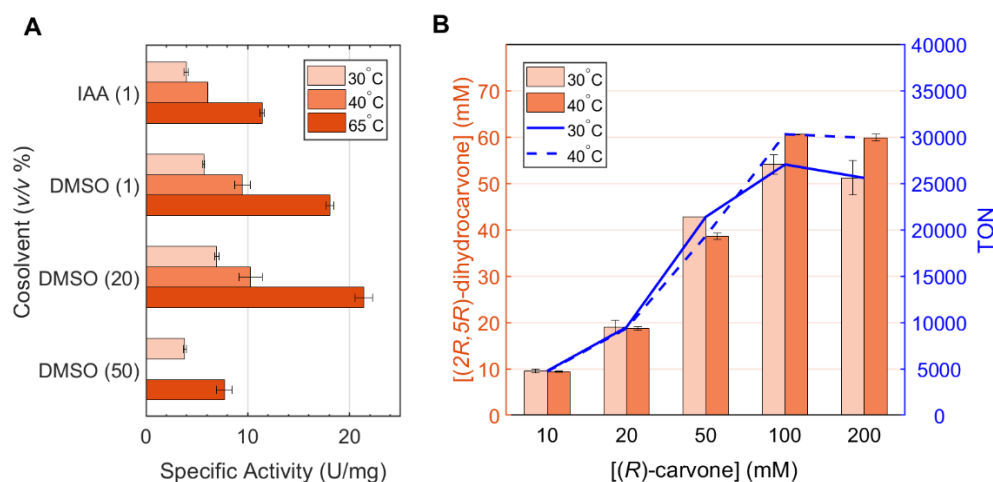 A
Cosolvent (v/v %)
IAA (1)
DMSO (1)
DMSO (20)
DMSO (50)
30°C
40°C
65°C
0
10
20
Specific Activity (U/mg)
B
[(2R,5R)-dihydrocarvone] (mM)
70
60
50
40
30
20
10
0
30°C
40°C
30°C
40°C
40000
35000
30000
25000
20000
15000
10000
5000
0
TON
10
20
50
100
200
[(R)-carvone] (mM)